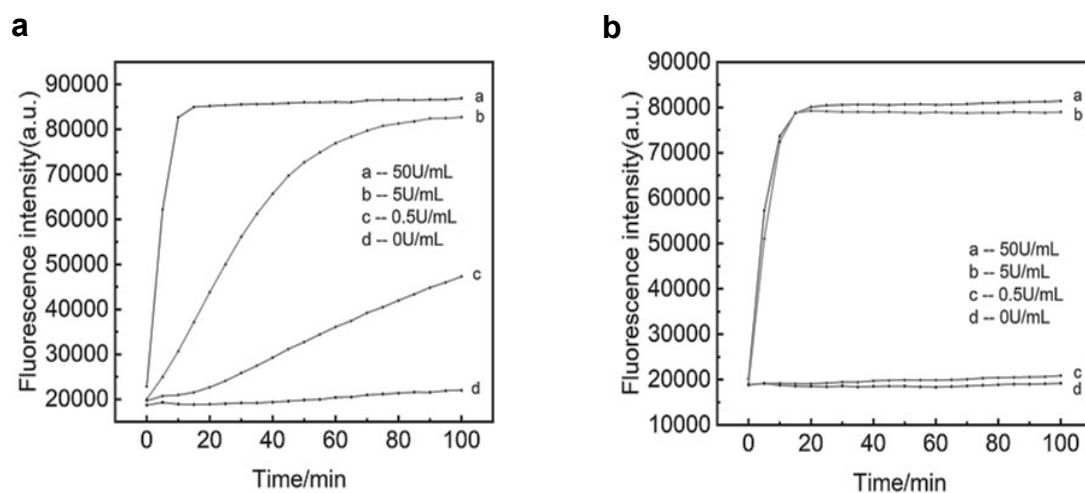 a
90000
80000
70000
60000
50000
40000
30000
20000
Fluorescence intensity(a.u.)
a
b
c
d
a -- 50U/mL
b -- 5U/mL
c -- 0.5U/mL
d -- 0U/mL
0 20 40 60 80 100
Time/min
b
90000
80000
70000
60000
50000
40000
30000
20000
10000
Fluorescence intensity(a.u.)
a
b
a -- 50U/mL
b -- 5U/mL
c -- 0.5U/mL
d -- 0U/mL
c
d
0 20 40 60 80 100
Time/min